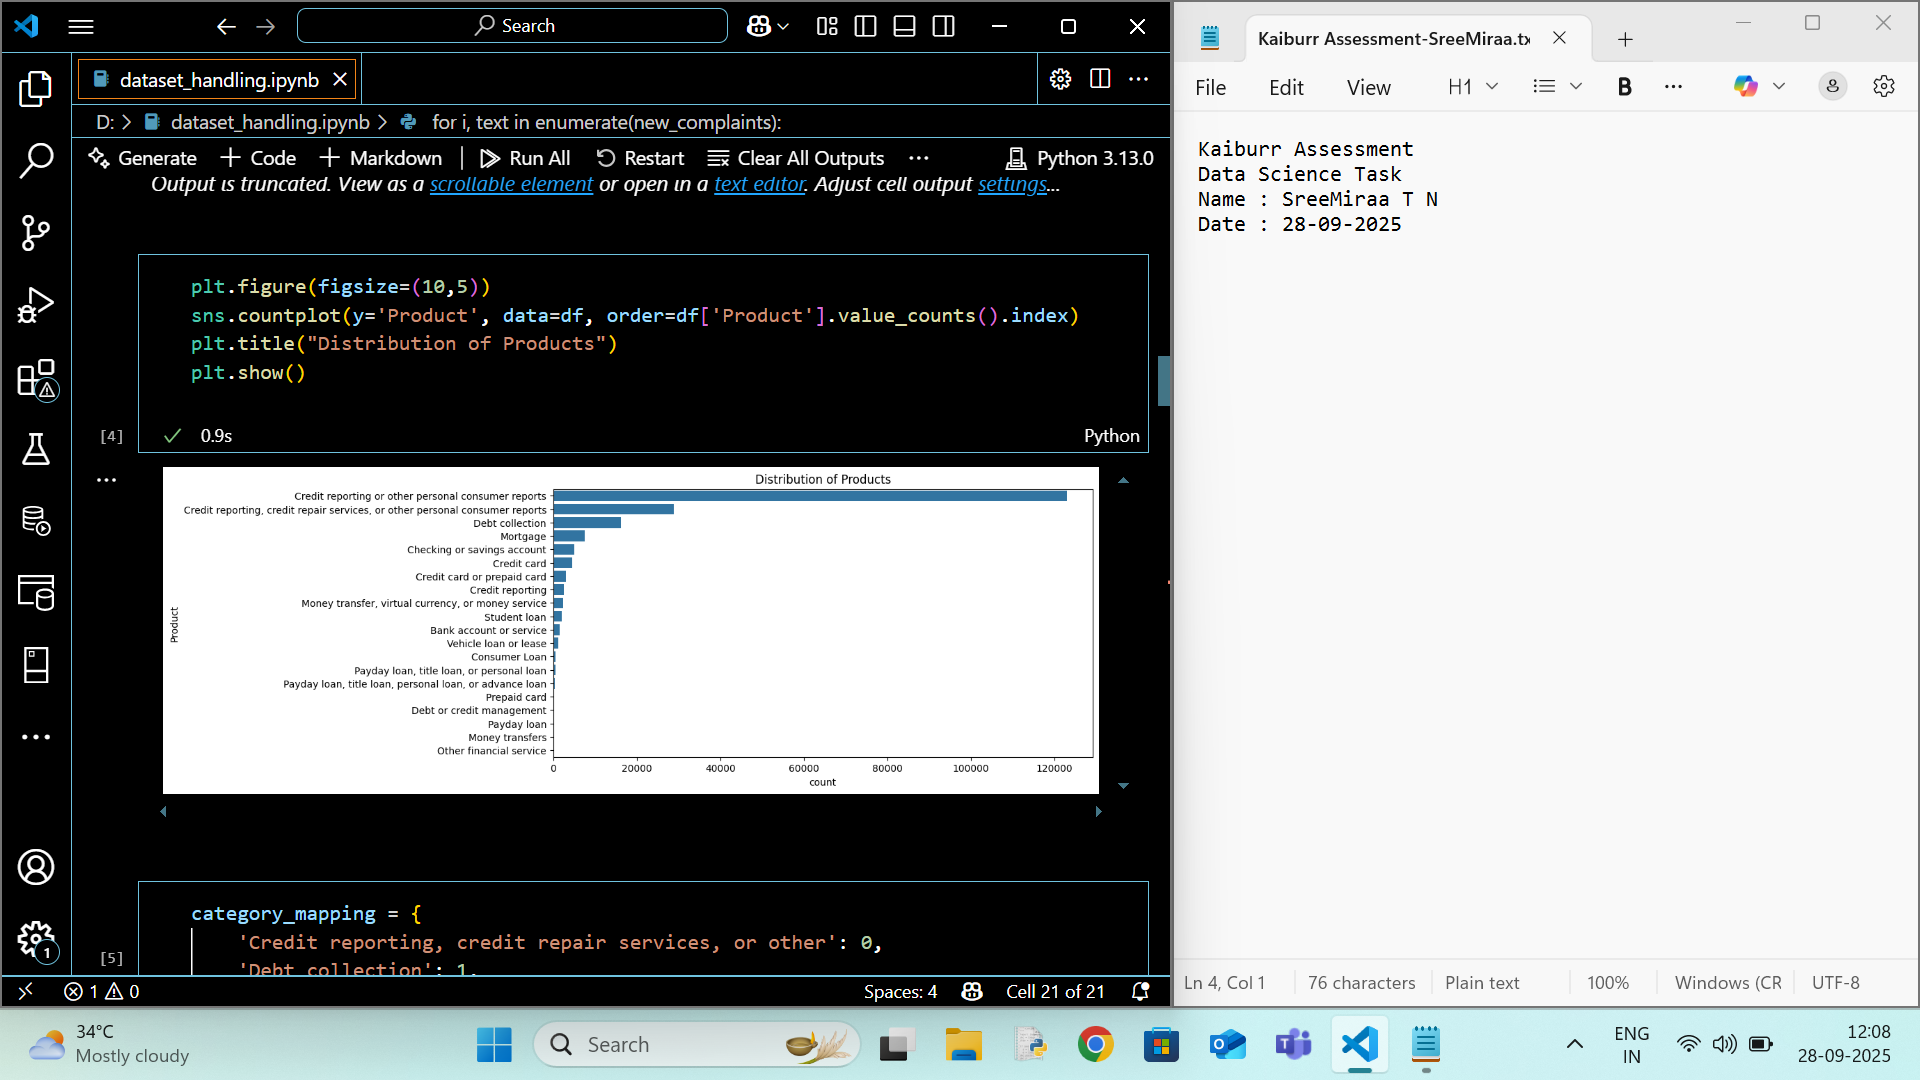 Search
dataset_handling.ipynb
D: > dataset_handling.ipynb > for i, text in enumerate(new_complaints):
Generate + Code + Markdown | Run All Restart Clear All Outputs ... Python 3.13.0
Output is truncated. View as a scrollable element or open in a text editor. Adjust cell output settings...
plt.figure(figsize=(10,5))
sns.countplot(y='Product', data=df, order=df['Product'].value_counts().index)
plt.title("Distribution of Products")
plt.show()
[4] 0.9s Python
Distribution of Products
Credit reporting or other personal consumer reports
Credit reporting, credit repair services, or other personal consumer reports
Debt collection
Mortgage
Checking or savings account
Credit card
Credit card or prepaid card
Credit reporting
Money transfer, virtual currency, or money service
Student loan
Bank account or service
Vehicle loan or lease
Consumer Loan
Payday loan, title loan, or personal loan
Payday loan, title loan, personal loan, or advance loan
Prepaid card
Debt or credit management
Payday loan
Money transfers
Other financial service
Product
0 20000 40000 60000 80000 100000 120000
count
category_mapping = {
'Credit reporting, credit repair services, or other': 0,
[5]
'Debt collection': 1,
1
1 0 Spaces: 4 Cell 21 of 21
Kaiburr Assessment-SreeMiraa.tx
File Edit View H1 B ...
Kaiburr Assessment
Data Science Task
Name : SreeMiraa T N
Date : 28-09-2025
Ln 4, Col 1 76 characters Plain text 100% Windows (CR UTF-8
34°C
Mostly cloudy
Search
ENG
IN
12:08
28-09-2025